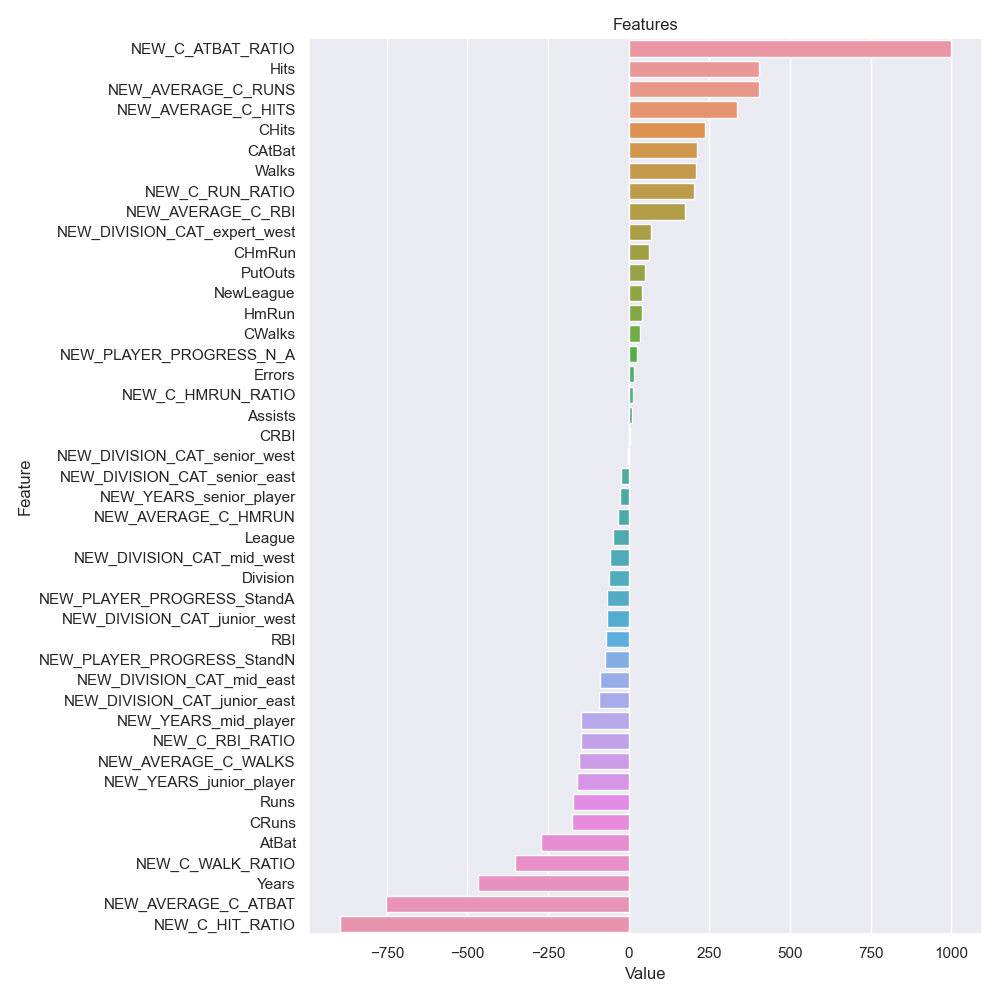 Features
NEW_C_ATBAT_RATIO
Hits
NEW_AVERAGE_C_RUNS
NEW_AVERAGE_C_HITS
CHits
CAtBat
Walks
NEW_C_RUN_RATIO
NEW_AVERAGE_C_RBI
NEW_DIVISION_CAT_expert_west
CHmRun
PutOuts
NewLeague
HmRun
CWalks
NEW_PLAYER_PROGRESS_N_A
Errors
NEW_C_HMRUN_RATIO
Assists
CRBI
NEW_DIVISION_CAT_senior_west
NEW_DIVISION_CAT_senior_east
NEW_YEARS_senior_player
NEW_AVERAGE_C_HMRUN
League
NEW_DIVISION_CAT_mid_west
Division
NEW_PLAYER_PROGRESS_StandA
NEW_DIVISION_CAT_junior_west
RBI
NEW_PLAYER_PROGRESS_StandN
NEW_DIVISION_CAT_mid_east
NEW_DIVISION_CAT_junior_east
NEW_YEARS_mid_player
NEW_C_RBI_RATIO
NEW_AVERAGE_C_WALKS
NEW_YEARS_junior_player
Runs
CRuns
AtBat
NEW_C_WALK_RATIO
Years
NEW_AVERAGE_C_ATBAT
NEW_C_HIT_RATIO
Feature
−750 −500 −250 0 250 500 750 1000
Value